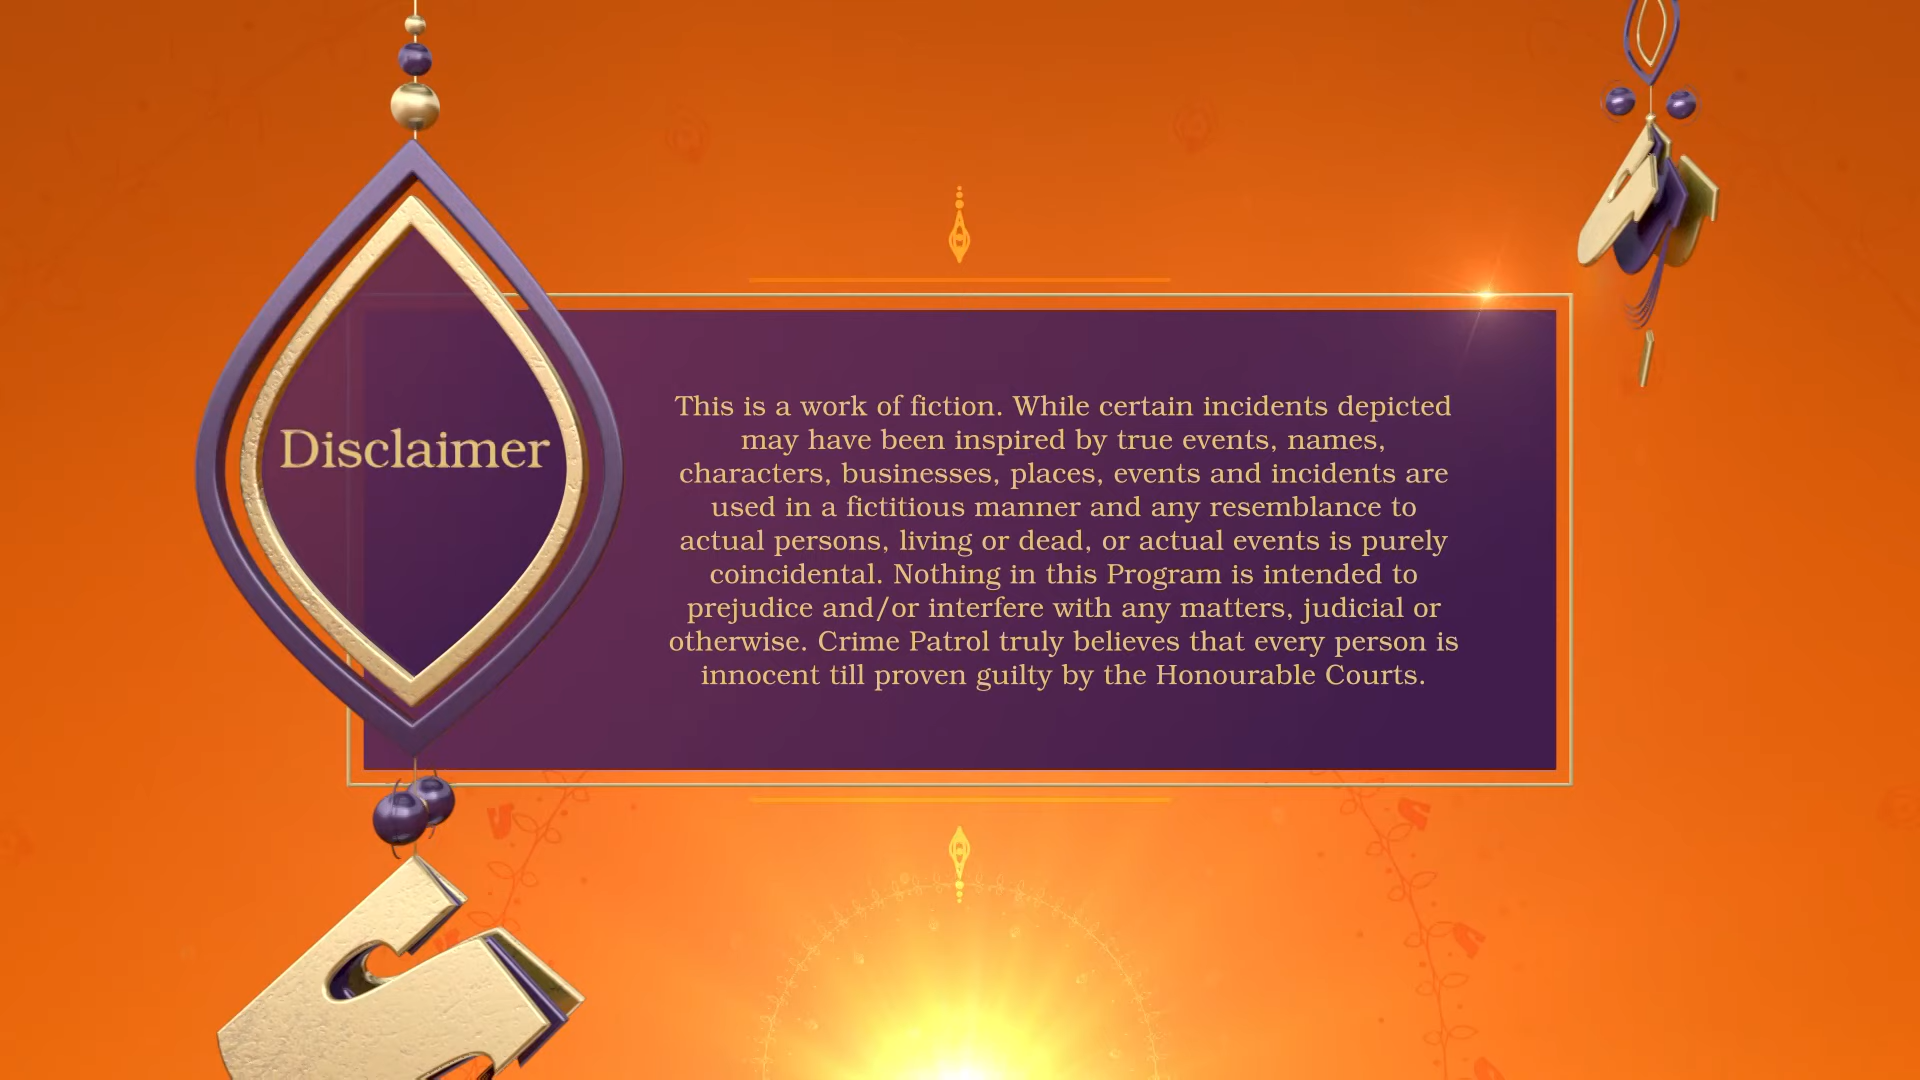 Disclaimer
This is a work of fiction. While certain incidents depicted
may have been inspired by true events, names,
characters, businesses, places, events and incidents are
used in a fictitious manner and any resemblance to
actual persons, living or dead, or actual events is purely
coincidental. Nothing in this Program is intended to
prejudice and/or interfere with any matters, judicial or
otherwise. Crime Patrol truly believes that every person is
innocent till proven guilty by the Honourable Courts.